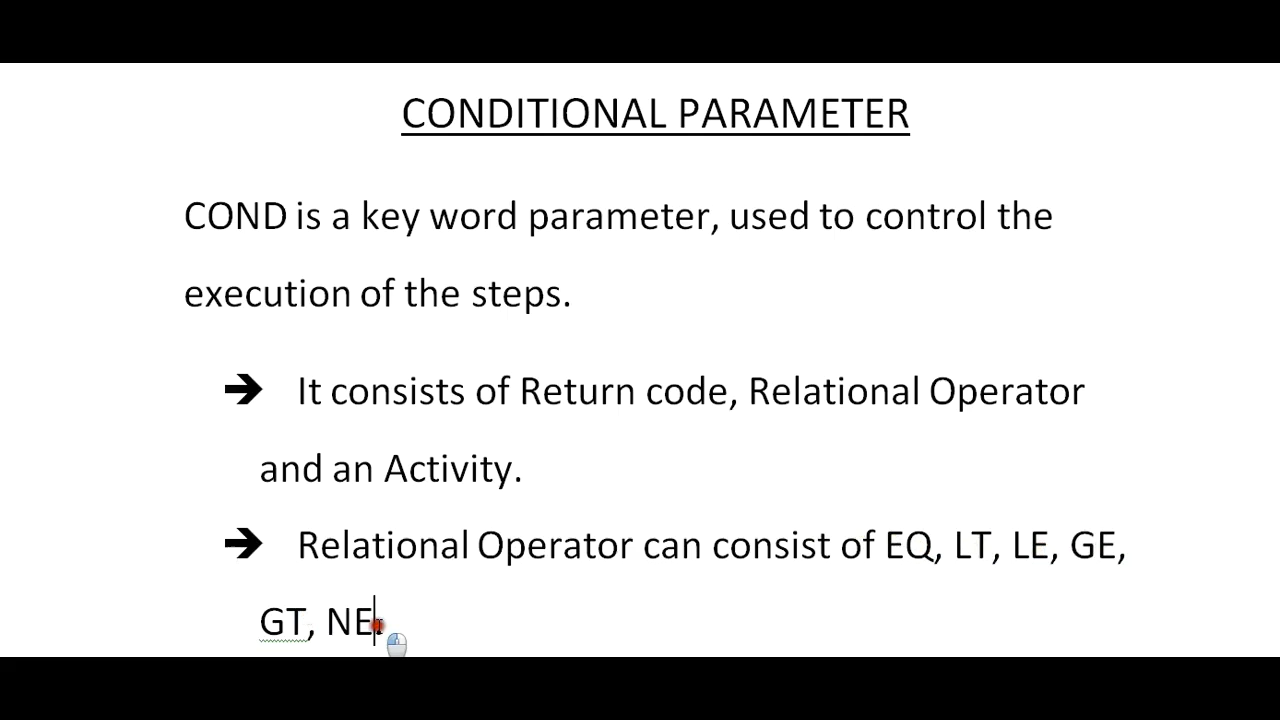 CONDITIONAL PARAMETER
COND is a key word parameter, used to control the
execution of the steps.
➔ It consists of Return code, Relational Operator
and an Activity.
➔ Relational Operator can consist of EQ, LT, LE, GE,
GT, NE.